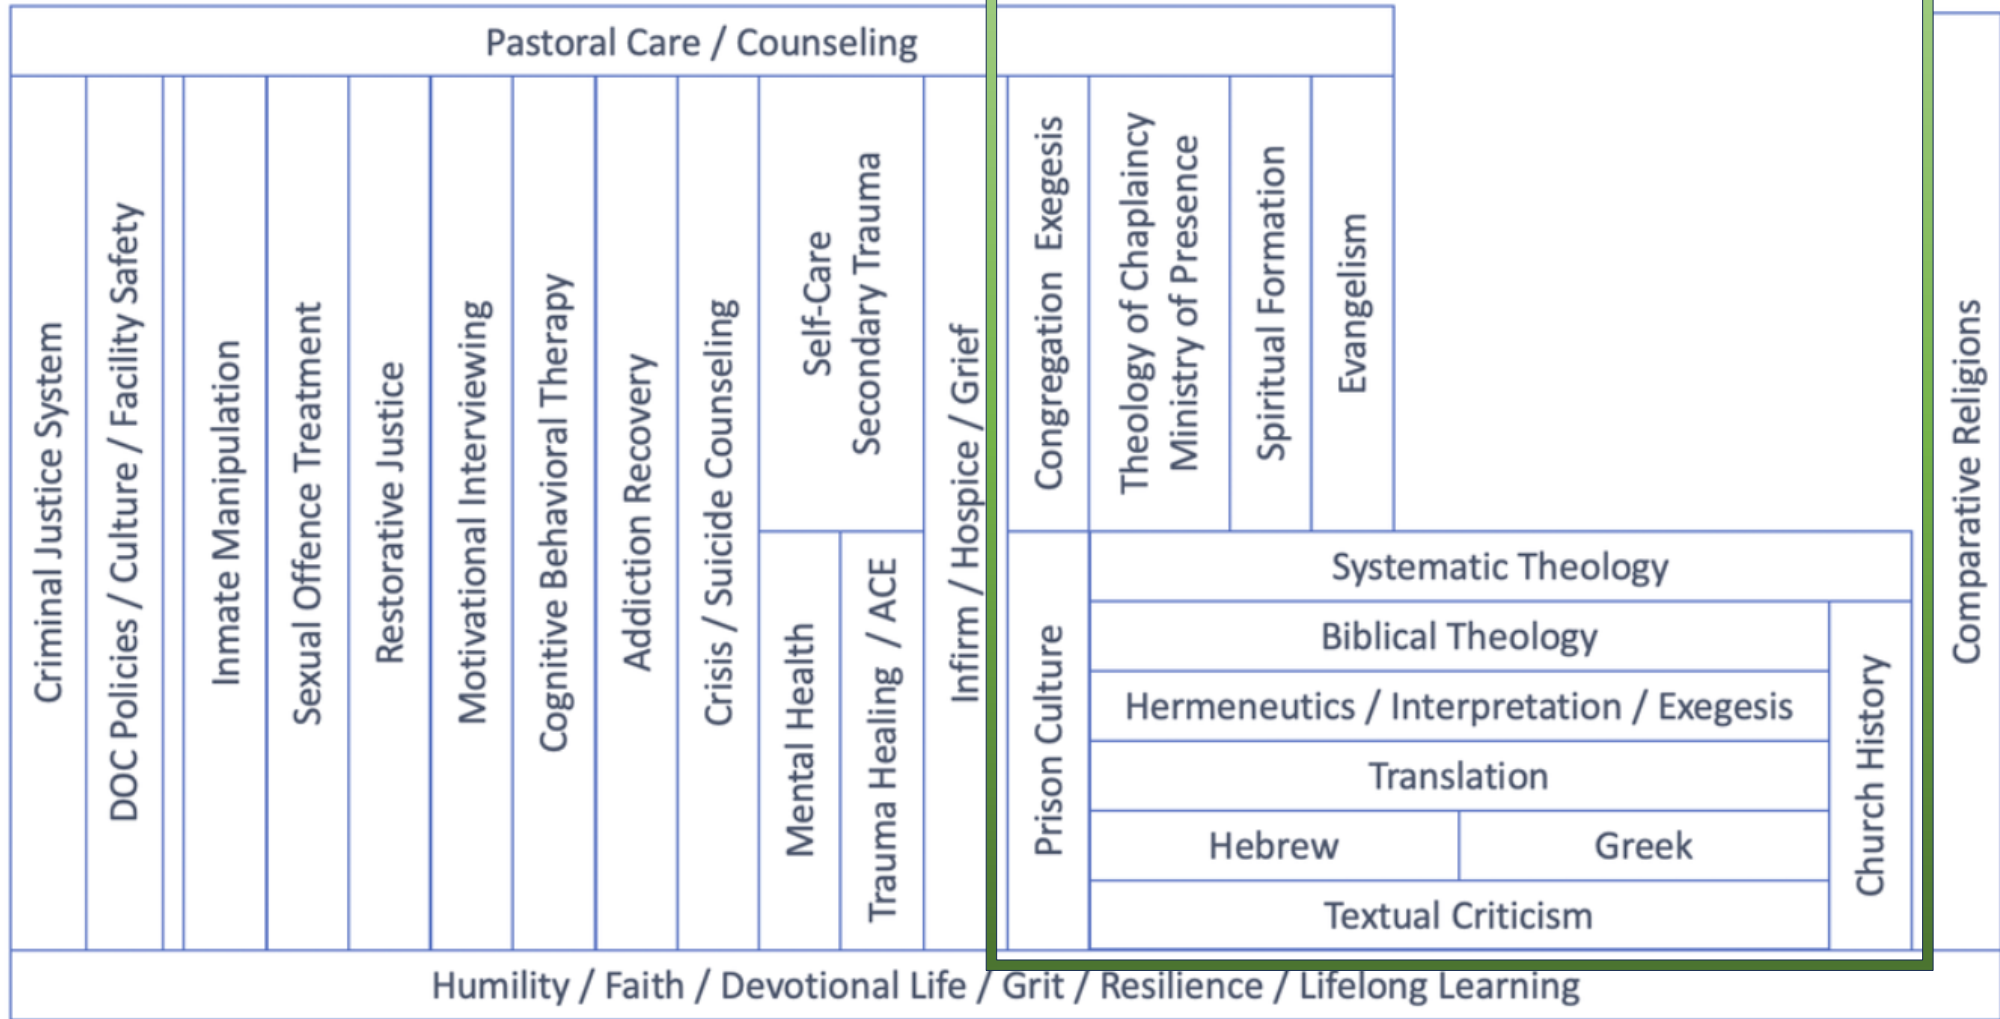 Pastoral Care / Counseling
Criminal Justice System
DOC Policies / Culture / Facility Safety
Inmate Manipulation
Sexual Offence Treatment
Restorative Justice
Motivational Interviewing
Cognitive Behavioral Therapy
Addiction Recovery
Crisis / Suicide Counseling
Self-Care
Secondary Trauma
Mental Health
Trauma Healing / ACE
Infirm / Hospice / Grief
Congregation Exegesis
Theology of Chaplaincy
Ministry of Presence
Spiritual Formation
Evangelism
Prison Culture
Systematic Theology
Biblical Theology
Hermeneutics / Interpretation / Exegesis
Translation
Hebrew
Greek
Textual Criticism
Church History
Comparative Religions
Humility / Faith / Devotional Life / Grit / Resilience / Lifelong Learning